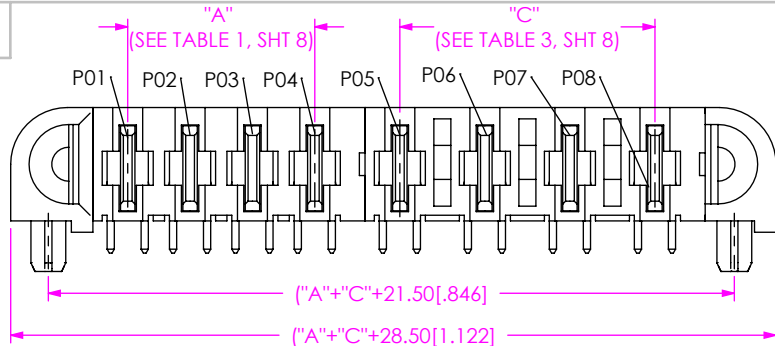 "A"
(SEE TABLE 1, SHT 8)
"C"
(SEE TABLE 3, SHT 8)
P01
P02
P03
P04
P05
P06
P07
P08
("A"+"C"+21.50[.846]
("A"+"C"+28.50[1.122]